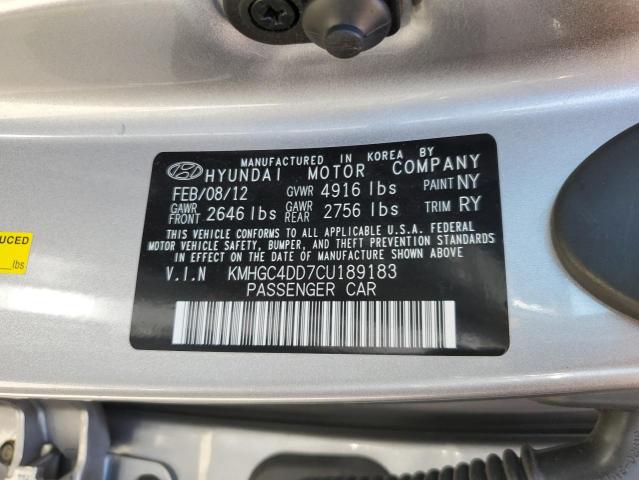 MANUFACTURED IN KOREA BY
HYUNDAI MOTOR COMPANY
FEB/08/12 GVWR 4916 lbs PAINT NY
GAWR FRONT 2646 lbs GAWR REAR 2756 lbs TRIM RY
THIS VEHICLE CONFORMS TO ALL APPLICABLE U.S.A. FEDERAL
MOTOR VEHICLE SAFETY, BUMPER, AND THEFT PREVENTION STANDARDS
IN EFFECT ON THE DATE OF MANUFACTURE SHOWN ABOVE.
V.I.N KMHGC4DD7CU189183
PASSENGER CAR
UCED
lbs